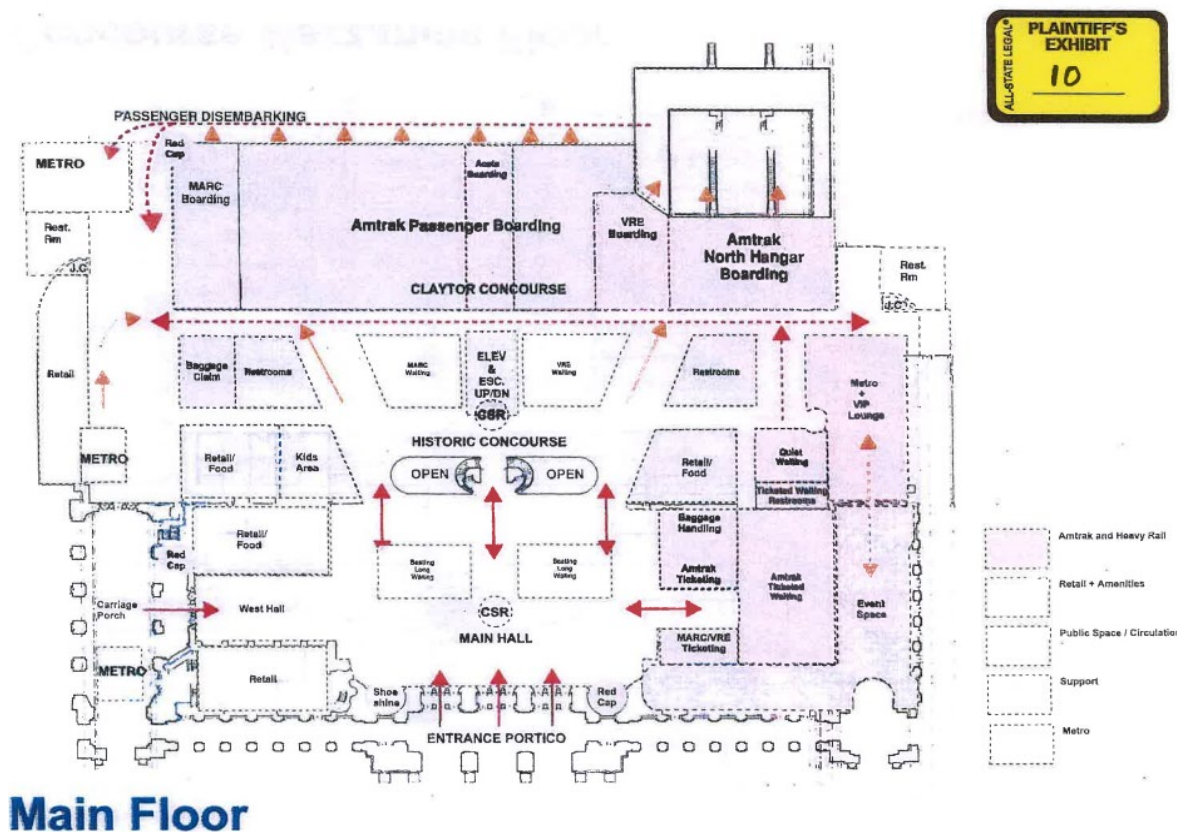 ALL-STATE LEGAL®
PLAINTIFF'S
EXHIBIT
10
PASSENGER DISEMBARKING
METRO
Red
Cap
MARC
Boarding
Acela
Boarding
Amtrak Passenger Boarding
VRE
Boarding
Amtrak
North Hangar
Boarding
Rest.
Rm
J.C
Rest.
Rm
J.C
CLAYTOR CONCOURSE
Retail
Baggage
Claim
Restrooms
MARC
Waiting
ELEV
&
ESC.
UP/DN
VRE
Waiting
Restrooms
Metro
+
VIP
Lounge
CSR
HISTORIC CONCOURSE
METRO
Retail/
Food
Kids
Area
OPEN
OPEN
Retail/
Food
Quiet
Waiting
Ticketed Waiting
Restrooms
Red
Cap
Retail/
Food
Seating
Long
Waiting
Seating
Long
Waiting
Baggage
Handling
Amtrak
Ticketing
Amtrak
Ticketed
Waiting
Event
Space
Carriage
Porch
West Hall
CSR
MAIN HALL
MARC/VRE
Ticketing
METRO
Retail
Shoe
shine
Red
Cap
ENTRANCE PORTICO
Amtrak and Heavy Rail
Retail + Amenities
Public Space / Circulation
Support
Metro
Main Floor